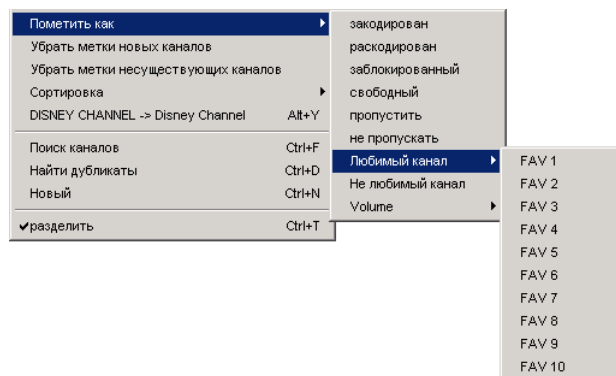 Пометить как
Убрать метки новых каналов
Убрать метки несуществующих каналов
Сортировка
DISNEY CHANNEL -> Disney Channel Alt+Y
Поиск каналов Ctrl+F
Найти дубликаты Ctrl+D
Новый Ctrl+N
разделить Ctrl+T
закодирован
раскодирован
заблокированный
свободный
пропустить
не пропускать
Любимый канал
Не любимый канал
Volume
FAV 1
FAV 2
FAV 3
FAV 4
FAV 5
FAV 6
FAV 7
FAV 8
FAV 9
FAV 10